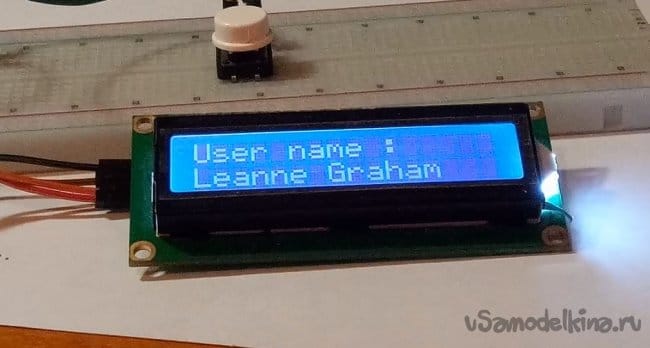 User name :
Leanne Graham
vSamodelkina.ru